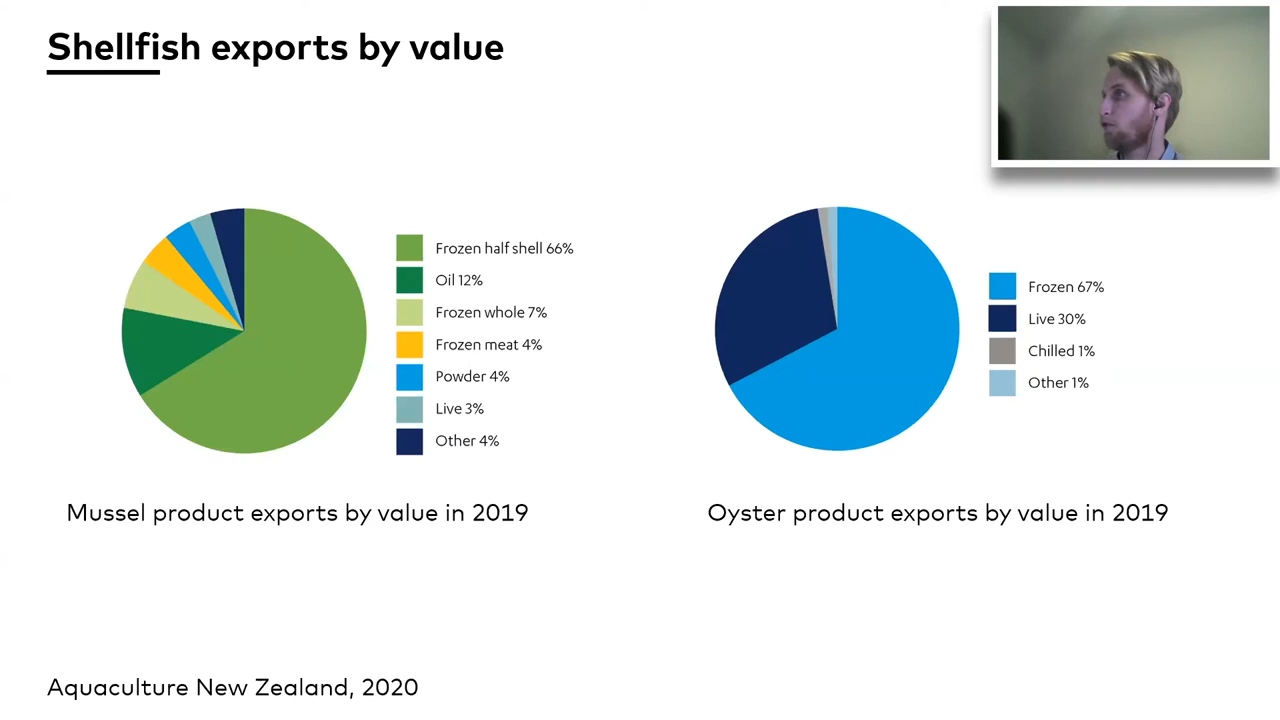 Shellfish exports by value
Frozen half shell 66%
Oil 12%
Frozen whole 7%
Frozen meat 4%
Powder 4%
Live 3%
Other 4%
Mussel product exports by value in 2019
Frozen 67%
Live 30%
Chilled 1%
Other 1%
Oyster product exports by value in 2019
Aquaculture New Zealand, 2020